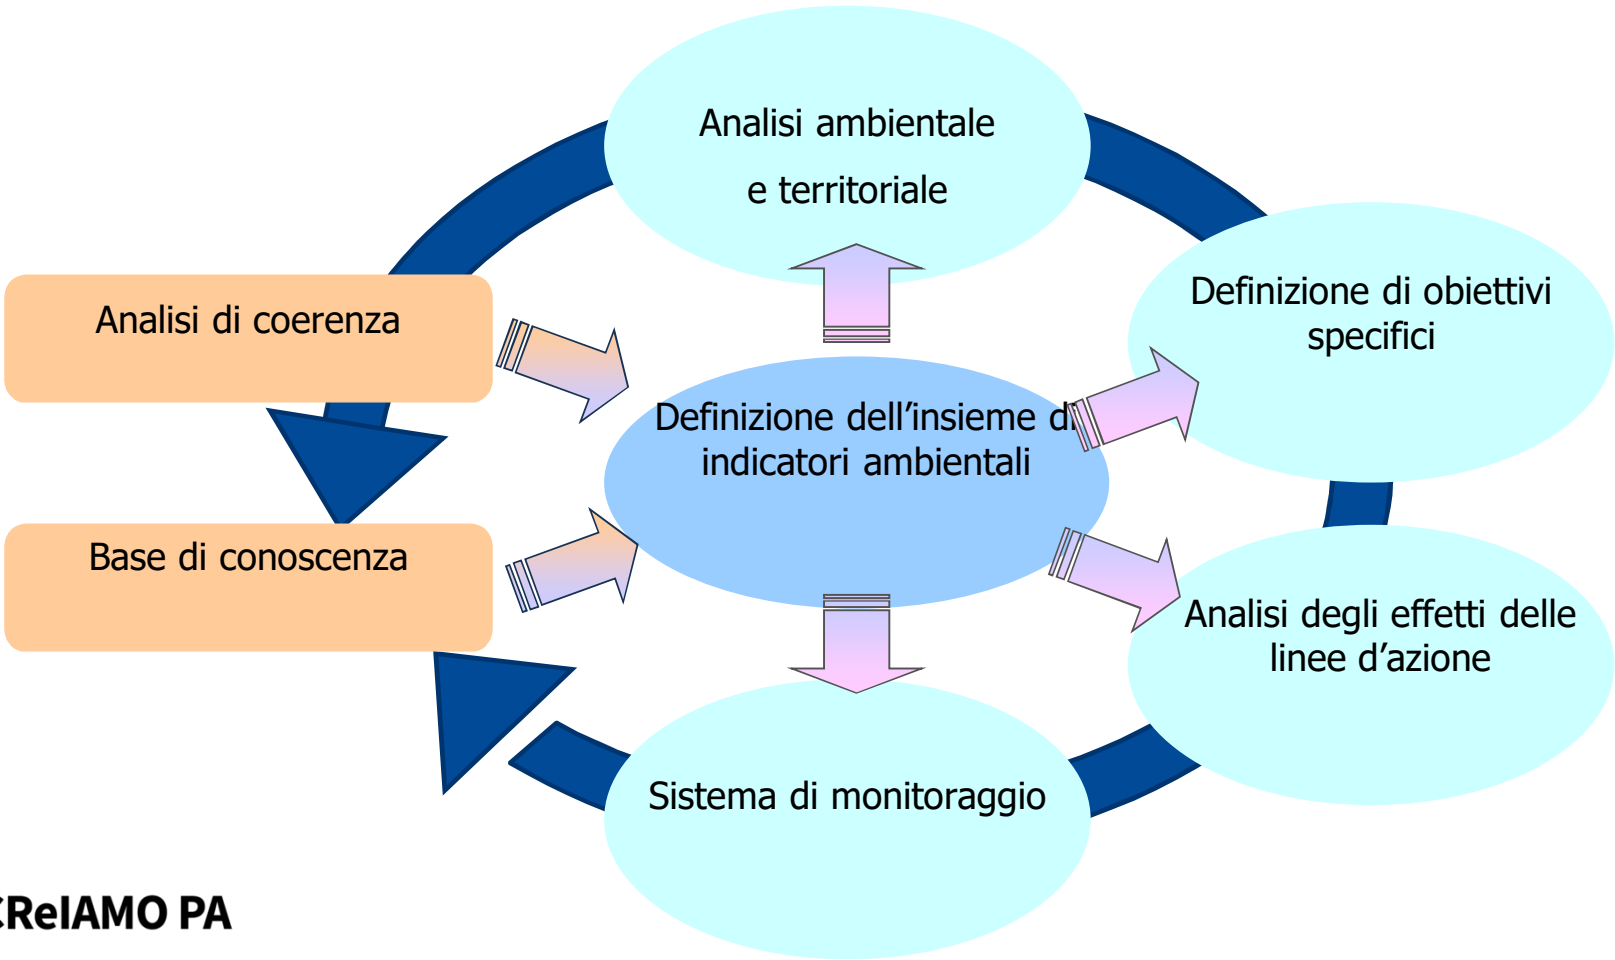 Analisi ambientale
e territoriale
Definizione di obiettivi
specifici
Analisi di coerenza
Definizione dell’insieme di
indicatori ambientali
Base di conoscenza
Analisi degli effetti delle
linee d’azione
Sistema di monitoraggio
CReIAMO PA